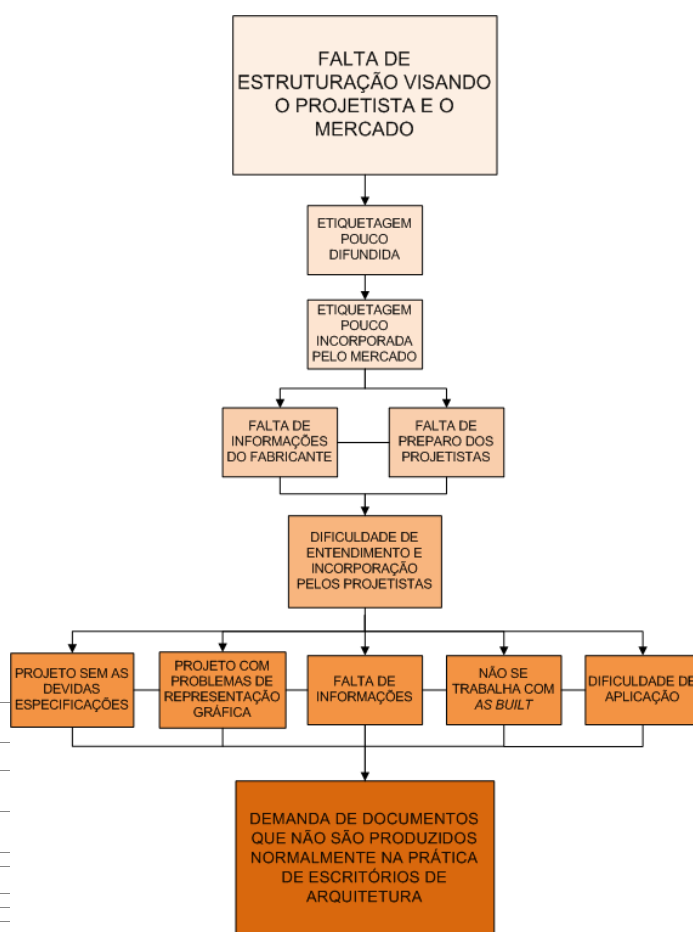 FALTA DE
ESTRUTURAÇÃO VISANDO
O PROJETISTA E O
MERCADO
ETIQUETAGEM
POUCO
DIFUNDIDA
ETIQUETAGEM
POUCO
INCORPORADA
PELO MERCADO
FALTA DE
INFORMAÇÕES
DO FABRICANTE
FALTA DE
PREPARO DOS
PROJETISTAS
DIFICULDADE DE
ENTENDIMENTO E
INCORPORAÇÃO
PELOS PROJETISTAS
PROJETO SEM AS
DEVIDAS
ESPECIFICAÇÕES
PROJETO COM
PROBLEMAS DE
REPRESENTAÇÃO
GRÁFICA
FALTA DE
INFORMAÇÕES
NÃO SE
TRABALHA COM
AS BUILT
DIFICULDADE DE
APLICAÇÃO
DEMANDA DE DOCUMENTOS
QUE NÃO SÃO PRODUZIDOS
NORMALMENTE NA PRÁTICA
DE ESCRITÓRIOS DE
ARQUITETURA